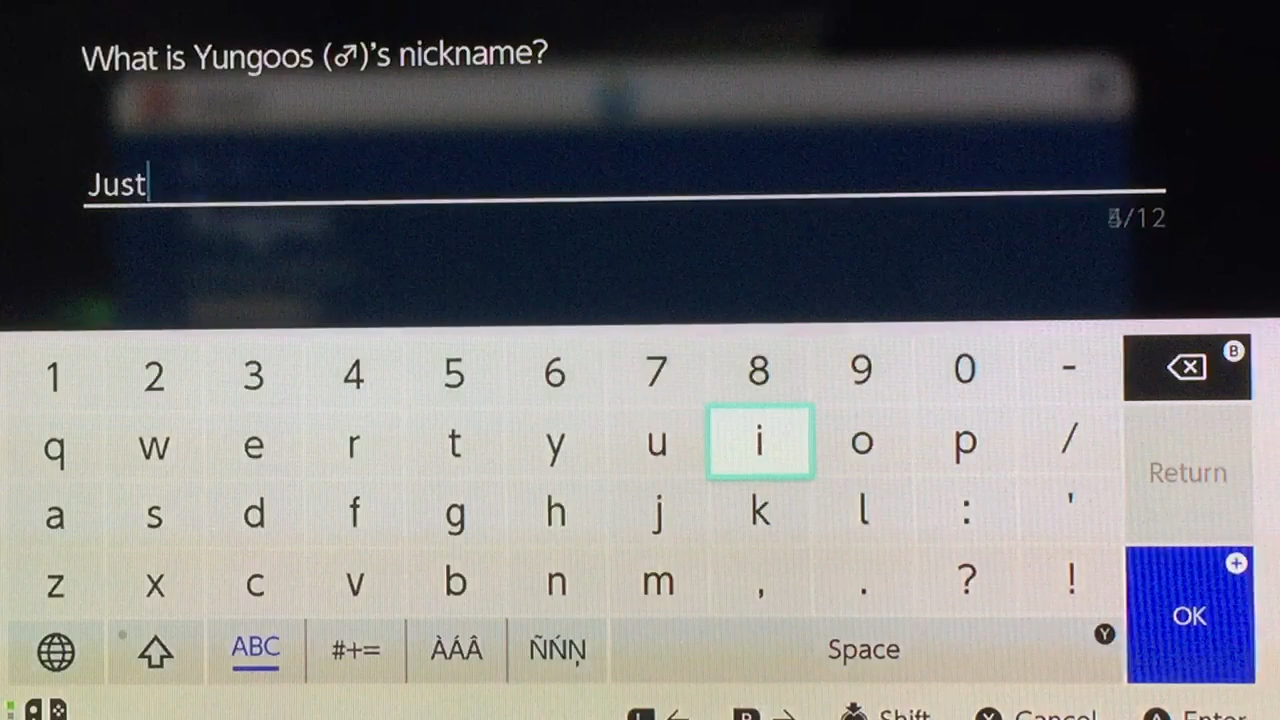 What is Yungoos (♂)'s nickname?
Just
/12
1 2 3 4 5 6 7 8 9 0 - B
q w e r t y u i o p /
Return
a s d f g h j k l : '
z x c v b n m , . ? !
+
OK
ABC #+= ÀÁÂ ÑŃŅ Space Y
L ← R → Shift X Cancel A Enter